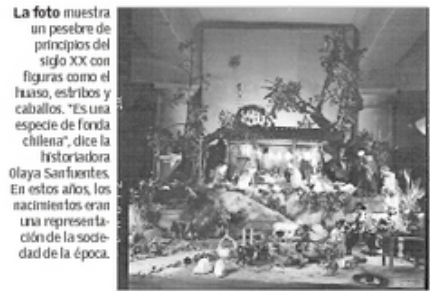 La foto muestra
un pesebre de
principios del
siglo XX con
figuras como el
huaso, estribos y
caballos. "Es una
especie de fonda
chilena", dice la
historiadora
Olaya Sanfuentes.
En estos años, los
nacimientos eran
una representa-
ción de la socie-
dad de la época.